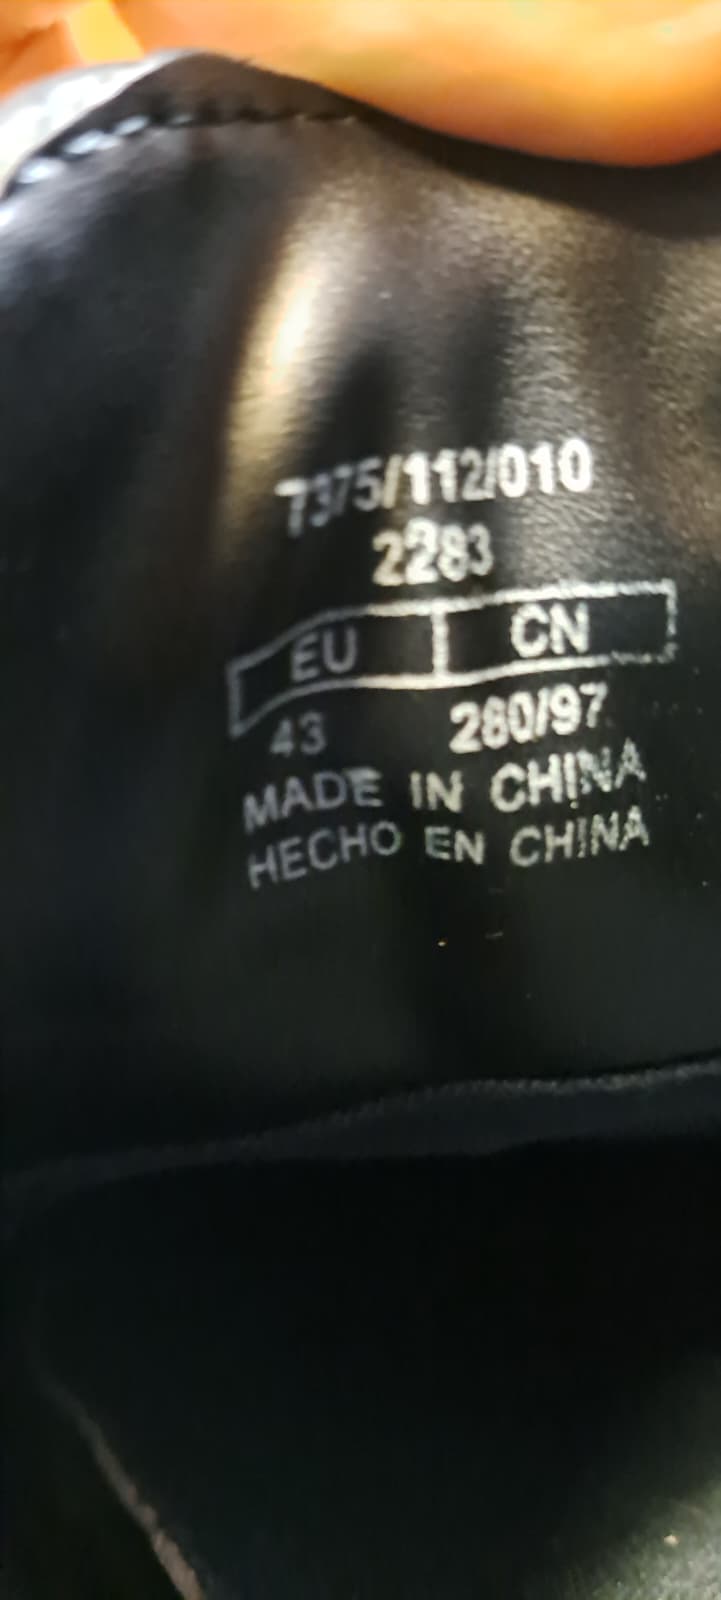 7375/112/010
2283
EU CN
43 280/97
MADE IN CHINA
HECHO EN CHINA